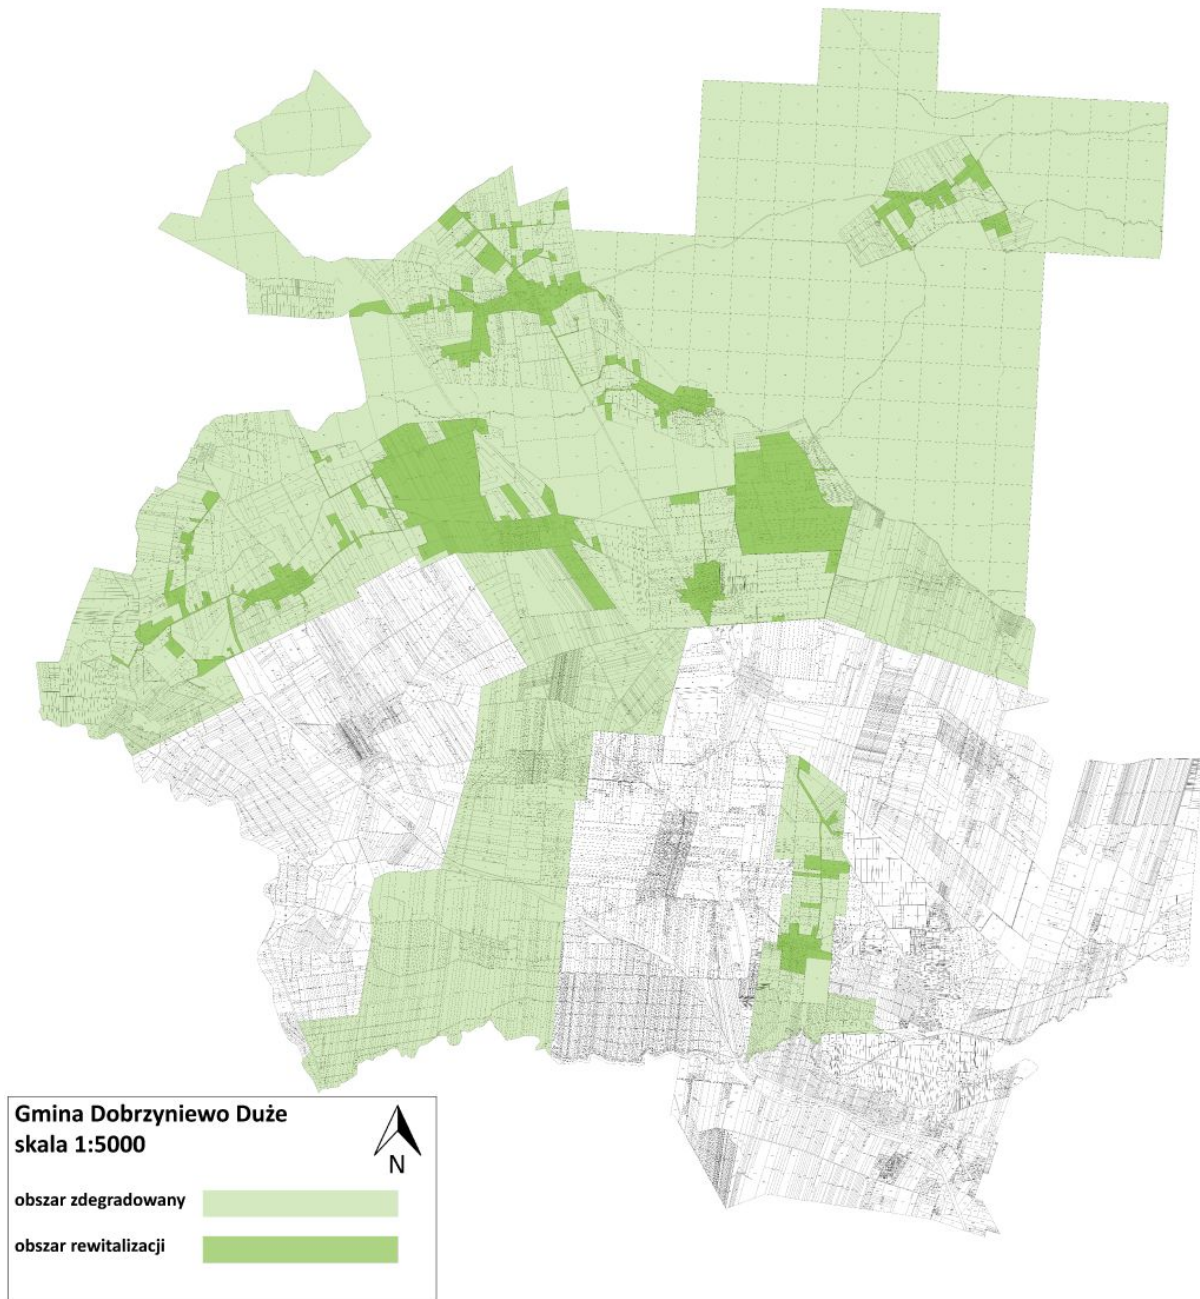 Gmina Dobrzyniewo Duże
skala 1:5000
N
obszar zdegradowany
obszar rewitalizacji